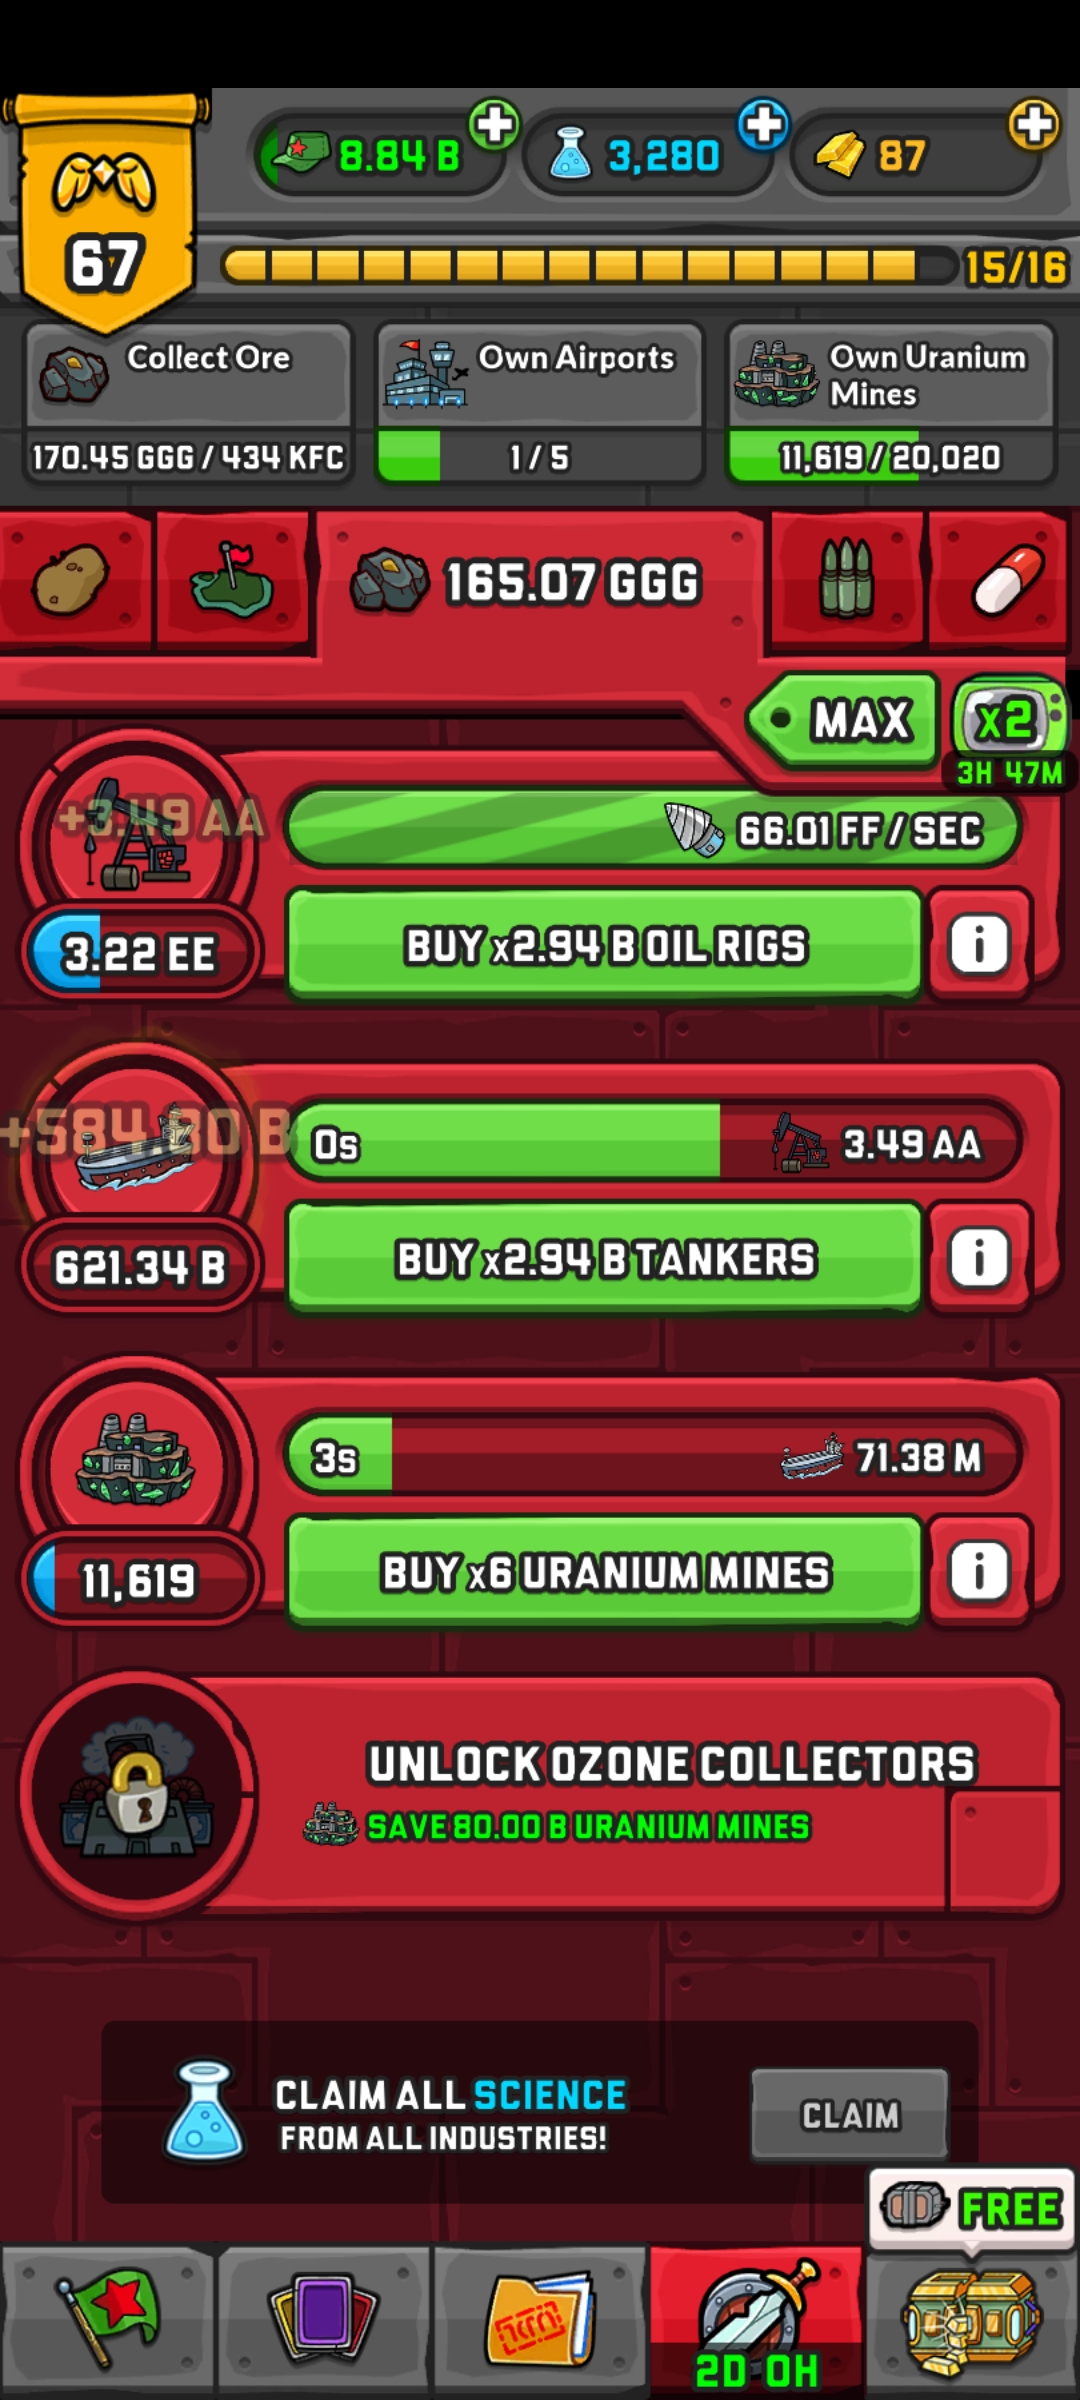 8.84 B
3,280
87
67
15/16
Collect Ore
170.45 GGG / 434 KFC
Own Airports
1 / 5
Own Uranium
Mines
11,619 / 20,020
165.07 GGG
MAX
x2
3H 47M
+3.49 AA
66.01 FF / SEC
3.22 EE
BUY x2.94 B OIL RIGS
i
+584.80 B
0s
3.49 AA
621.34 B
BUY x2.94 B TANKERS
i
3s
71.38 M
11,619
BUY x6 URANIUM MINES
i
UNLOCK OZONE COLLECTORS
SAVE 80.00 B URANIUM MINES
CLAIM ALL SCIENCE
FROM ALL INDUSTRIES!
CLAIM
FREE
2D 0H